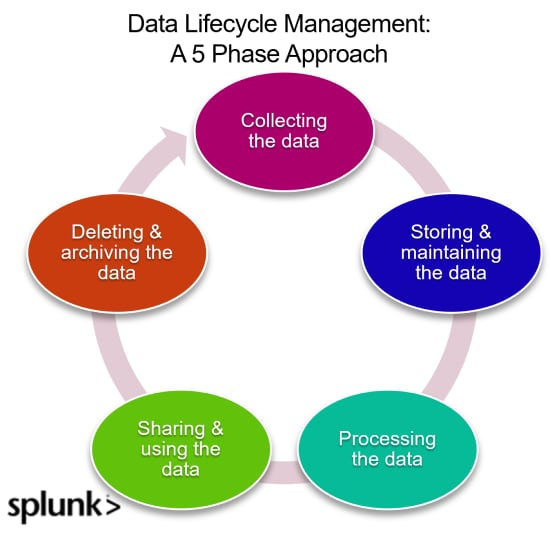 Data Lifecycle Management:
A 5 Phase Approach
Collecting
the data
Storing &
maintaining
the data
Processing
the data
Sharing &
using the
data
Deleting &
archiving the
data
splunk>